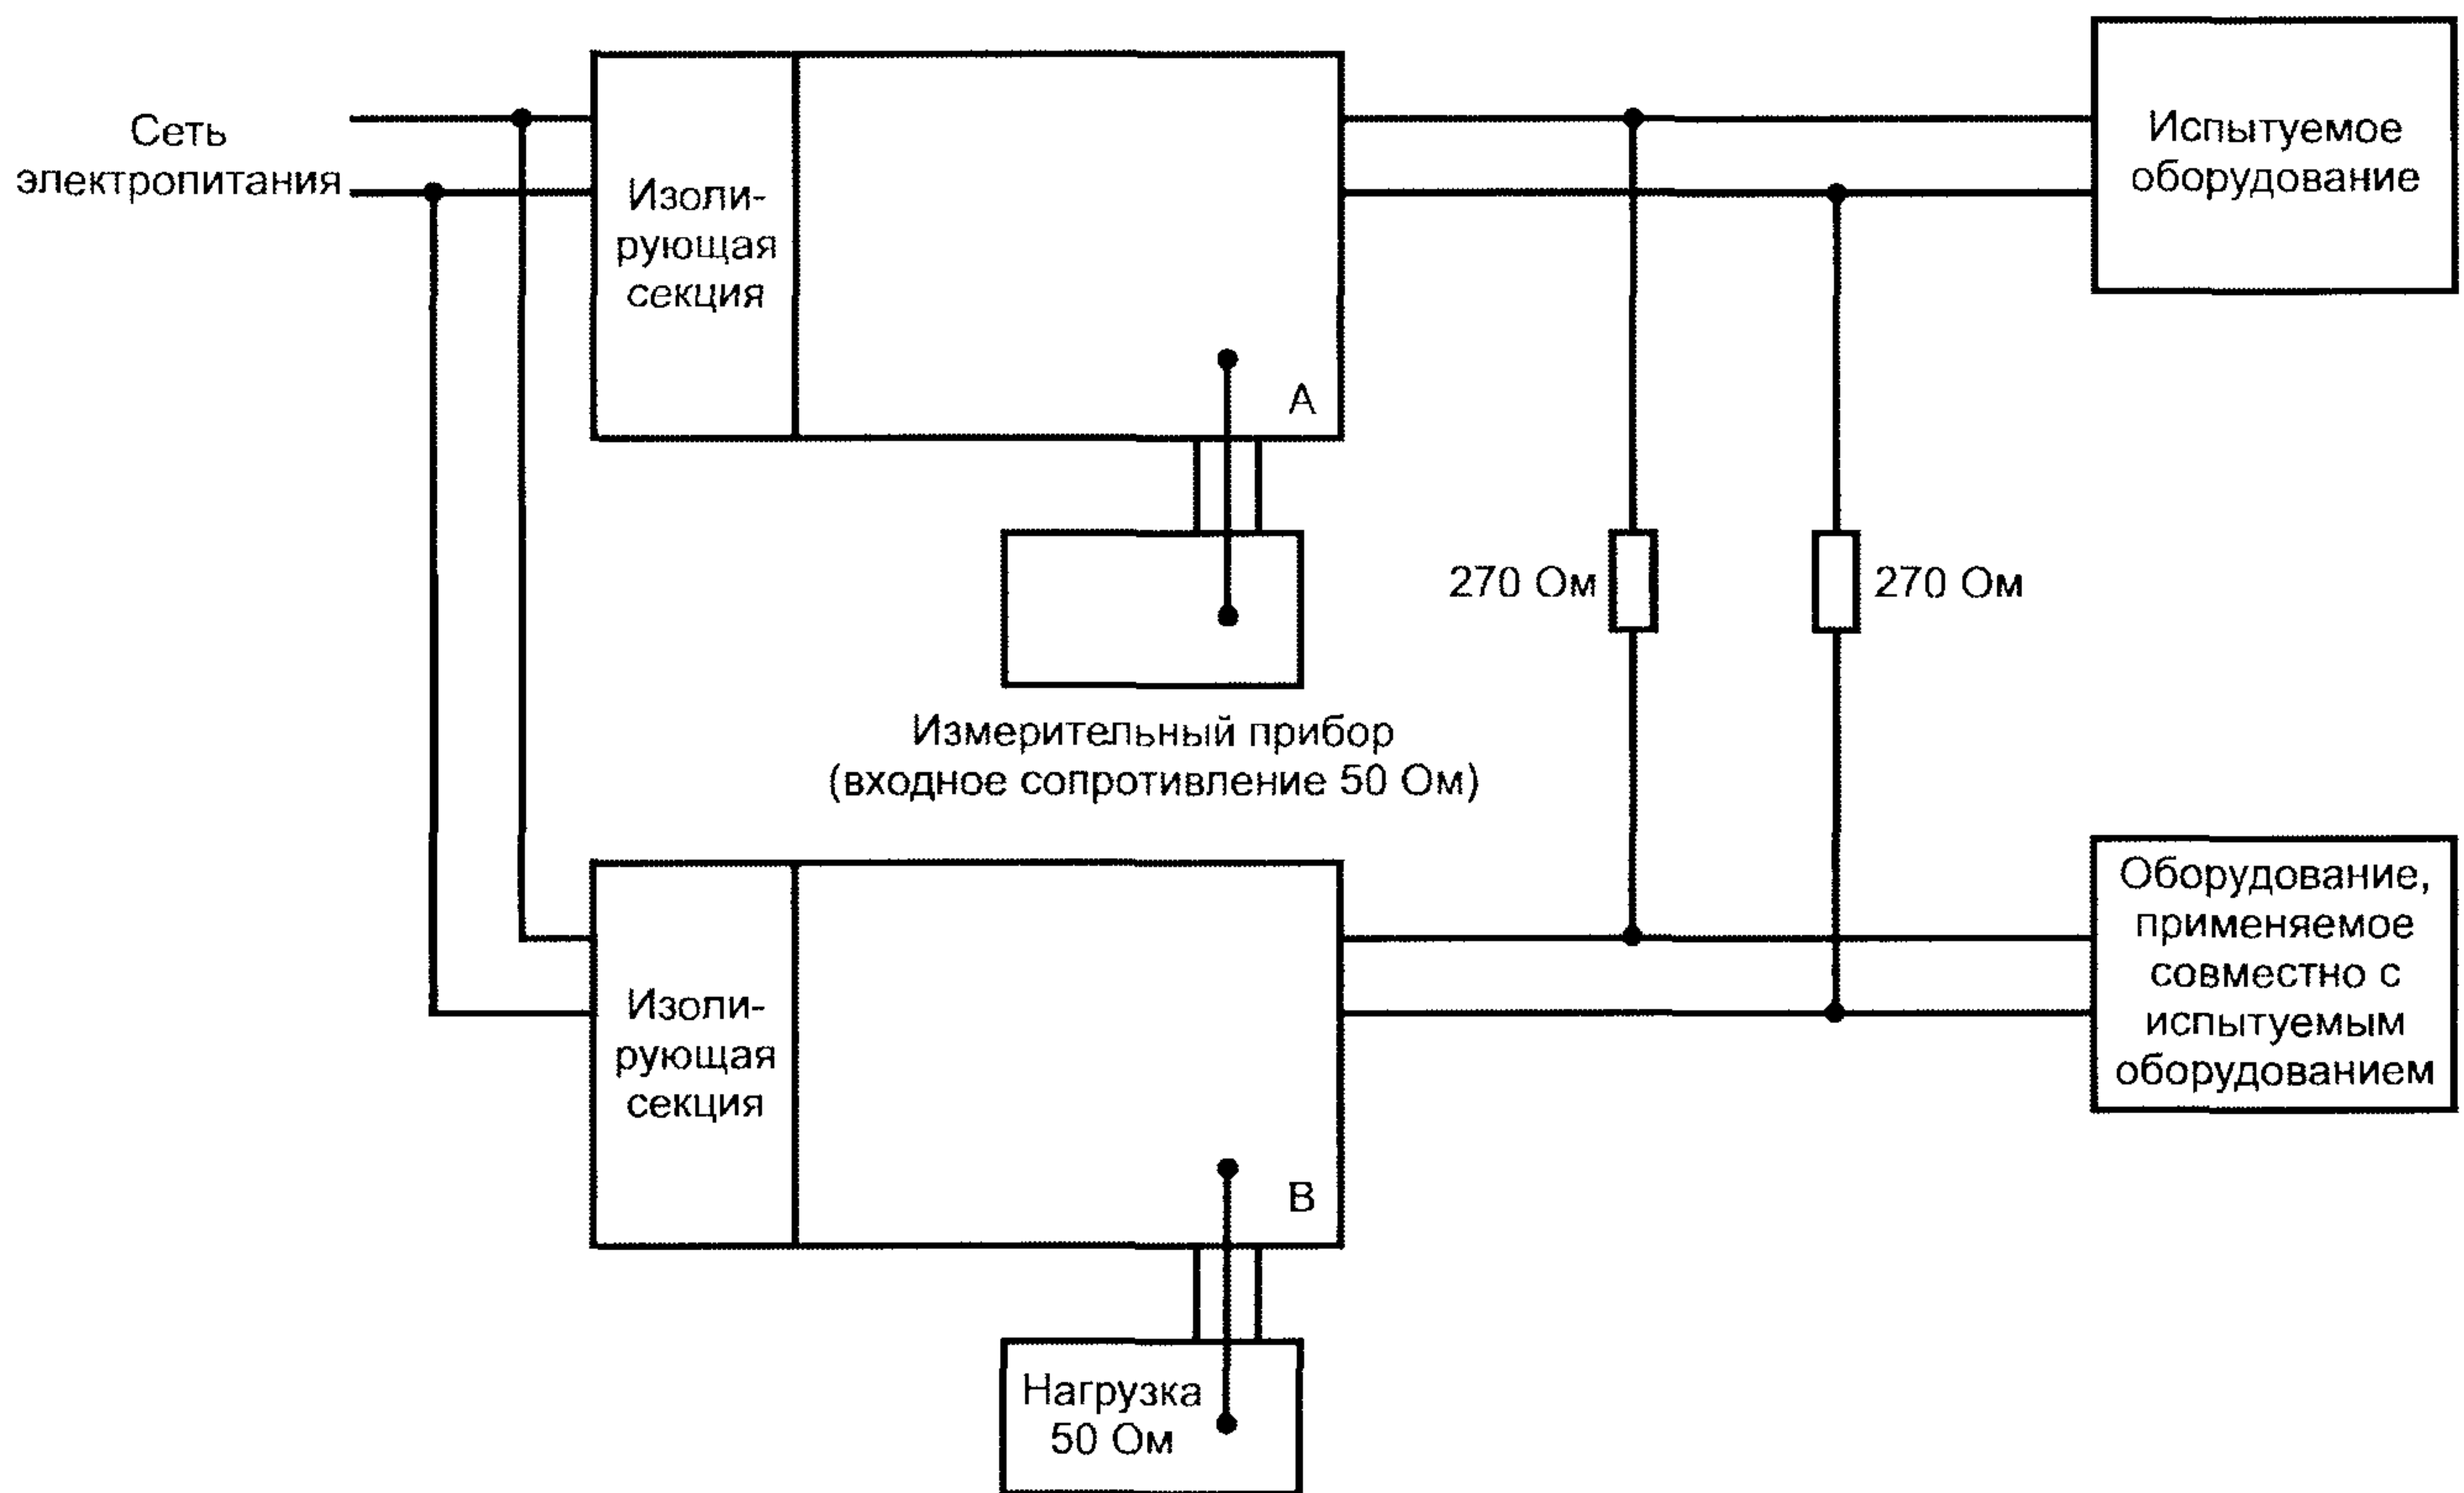 Сеть
электропитания
Изоли-
рующая
секция
А
Испытуемое
оборудование
270 Ом
270 Ом
Измерительный прибор
(входное сопротивление 50 Ом)
Изоли-
рующая
секция
В
Оборудование,
применяемое
совместно с
испытуемым
оборудованием
Нагрузка
50 Ом